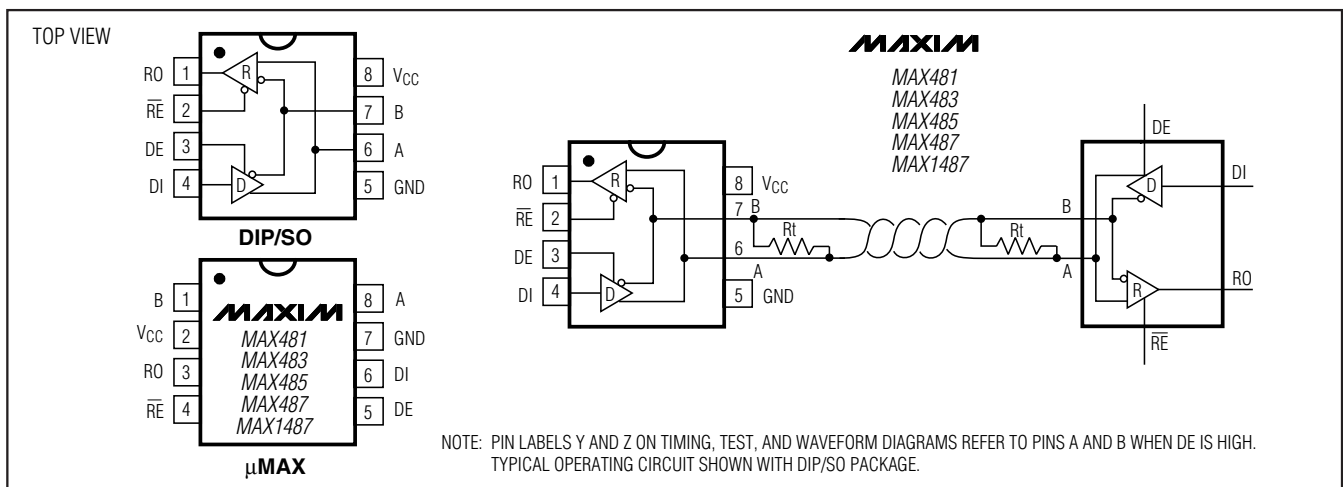 TOP VIEW
RO 1
RE 2
DE 3
DI 4
8 VCC
7 B
6 A
5 GND
R
D
DIP/SO
B 1
VCC 2
RO 3
RE 4
8 A
7 GND
6 DI
5 DE
MAXIM
MAX481
MAX483
MAX485
MAX487
MAX1487
µMAX
MAXIM
MAX481
MAX483
MAX485
MAX487
MAX1487
RO 1
RE 2
DE 3
DI 4
R
D
8 VCC
7 B
6
A
5 GND
Rt
Rt
B
A
DE
DI
D
R
RO
RE
NOTE: PIN LABELS Y AND Z ON TIMING, TEST, AND WAVEFORM DIAGRAMS REFER TO PINS A AND B WHEN DE IS HIGH.
TYPICAL OPERATING CIRCUIT SHOWN WITH DIP/SO PACKAGE.